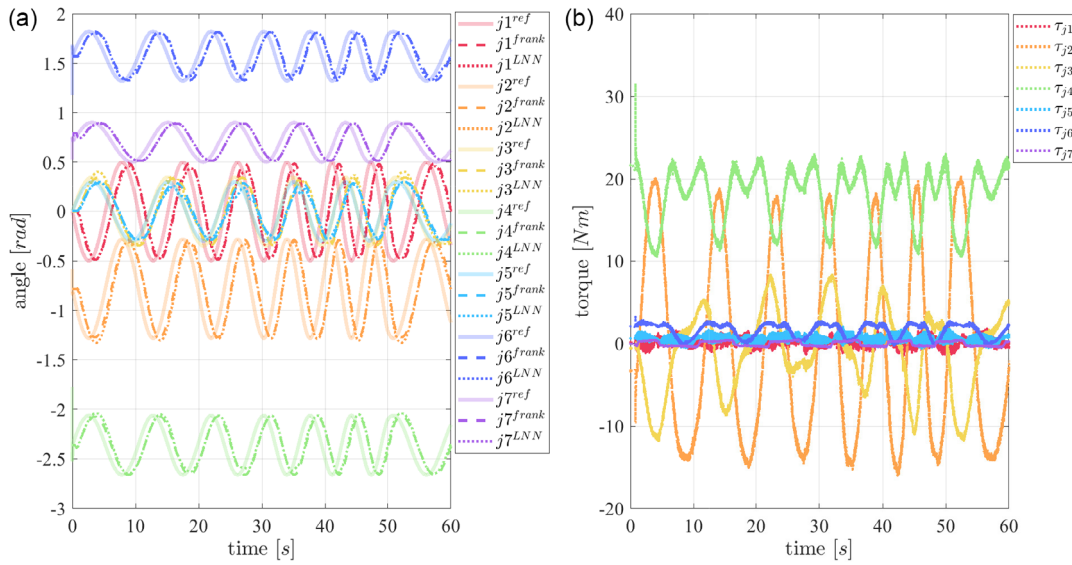 (a)
angle [rad]
2
1.5
1
0.5
0
-0.5
-1
-1.5
-2
-2.5
-3
0 10 20 30 40 50 60
time [s]
j1^ref
j1^frank
j1^LNN
j2^ref
j2^frank
j2^LNN
j3^ref
j3^frank
j3^LNN
j4^ref
j4^frank
j4^LNN
j5^ref
j5^frank
j5^LNN
j6^ref
j6^frank
j6^LNN
j7^ref
j7^frank
j7^LNN
(b)
torque [Nm]
40
30
20
10
0
-10
-20
0 10 20 30 40 50 60
time [s]
τ_j1
τ_j2
τ_j3
τ_j4
τ_j5
τ_j6
τ_j7